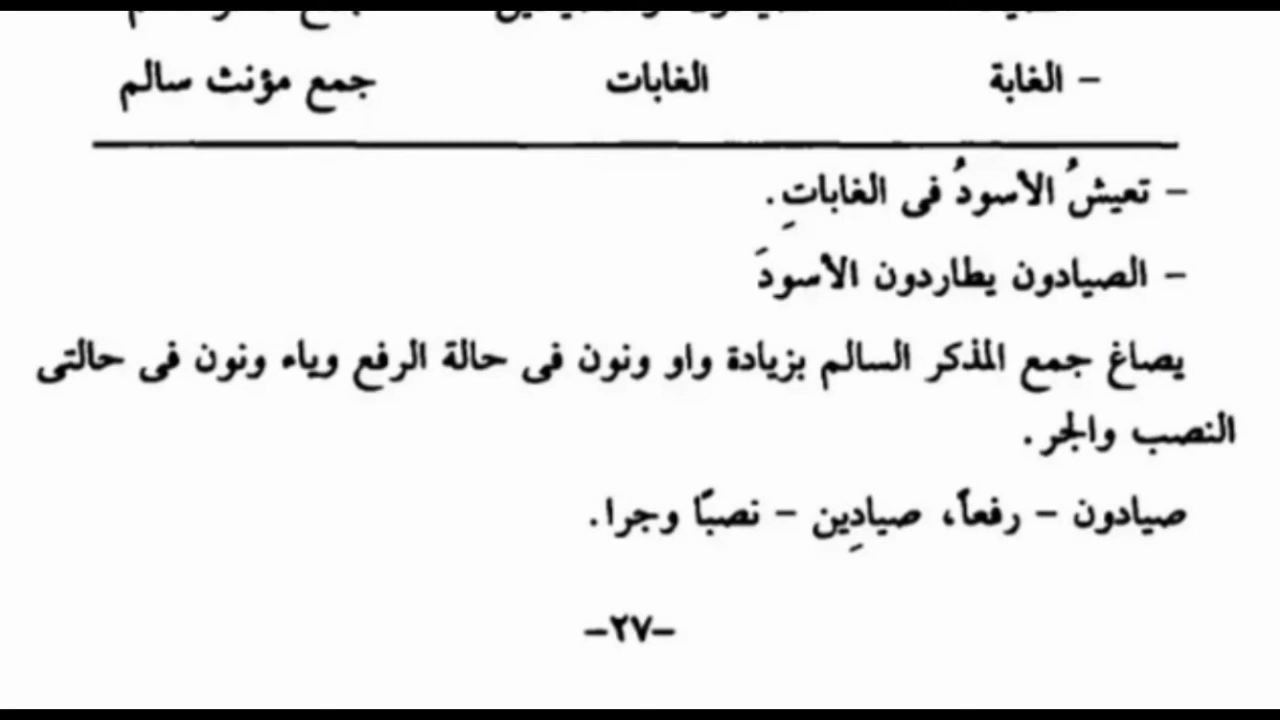 – الغابة الغابات جمع مؤنث سالم
– تعيشُ الأسودُ فى الغاباتِ.
– الصيادون يطاردون الأسودَ
يصاغ جمع المذكر السالم بزيادة واو ونون فى حالة الرفع وياء ونون فى حالتى
النصب والجر.
صيادون – رفعاً، صيادِين – نصبًا وجرا.
–٢٧–